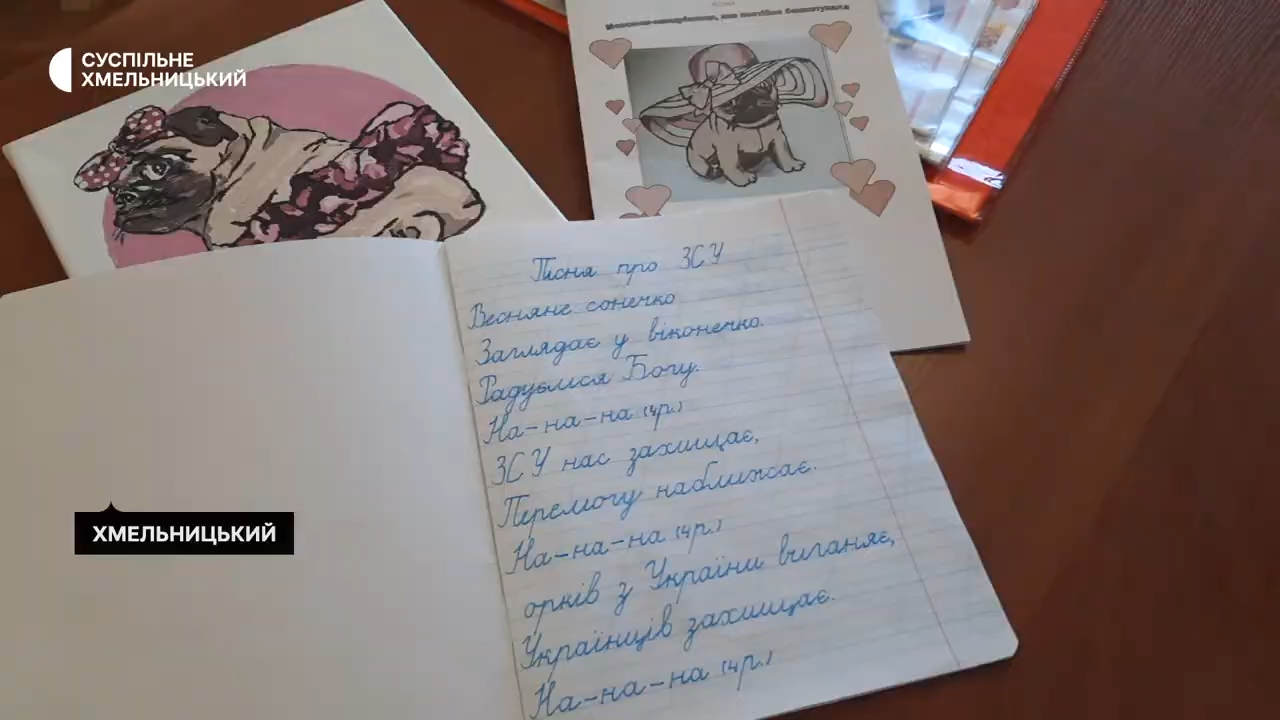 СУСПІЛЬНЕ
ХМЕЛЬНИЦЬКИЙ
Пісня про ЗСУ
Весняне сонечко
Заглядає у віконечко.
Радуємся Богу.
На-на-на (4р.)
ЗСУ нас захищає,
Перемогу наближає.
На-на-на (4р.)
орків з України виганяє,
Українців захищає.
На-на-на (4р.)
ХМЕЛЬНИЦЬКИЙ